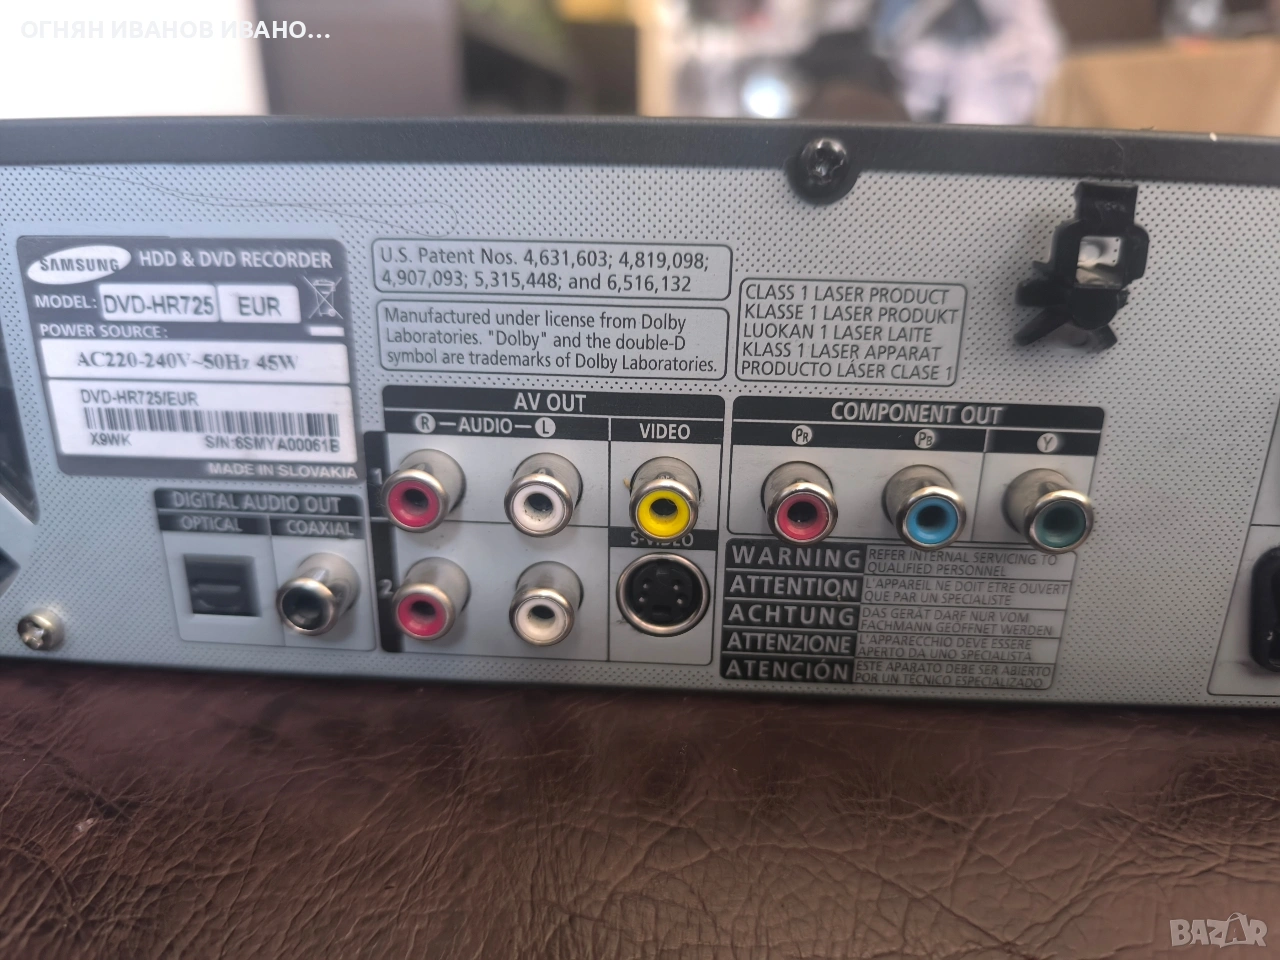 ОГНЯН ИВАНОВ ИВАНО...
SAMSUNG HDD & DVD RECORDER
MODEL: DVD-HR725 EUR
POWER SOURCE:
AC220-240V~50Hz 45W
DVD-HR725/EUR
X9WK S/N:6SMYA00061B
MADE IN SLOVAKIA
U.S. Patent Nos. 4,631,603; 4,819,098;
4,907,093; 5,315,448; and 6,516,132
Manufactured under license from Dolby
Laboratories. "Dolby" and the double-D
symbol are trademarks of Dolby Laboratories.
CLASS 1 LASER PRODUCT
KLASSE 1 LASER PRODUKT
LUOKAN 1 LASER LAITE
KLASS 1 LASER APPARAT
PRODUCTO LÁSER CLASE 1
DIGITAL AUDIO OUT
OPTICAL COAXIAL
AV OUT
R AUDIO L VIDEO
1
2
S-VIDEO
COMPONENT OUT
PR PB Y
WARNING REFER INTERNAL SERVICING TO
QUALIFIED PERSONNEL
ATTENTION L'APPAREIL NE DOIT ETRE OUVERT
QUE PAR UN SPECIALISTE
ACHTUNG DAS GERÄT DARF NUR VOM
FACHMANN GEÖFFNET WERDEN
ATTENZIONE L'APPARECCHIO DEVE ESSERE
APERTO DA UNO SPECIALISTA
ATENCIÓN ESTE APARATO DEBE SER ABIERTO
POR UN TÉCNICO ESPECIALIZADO
BAZAR